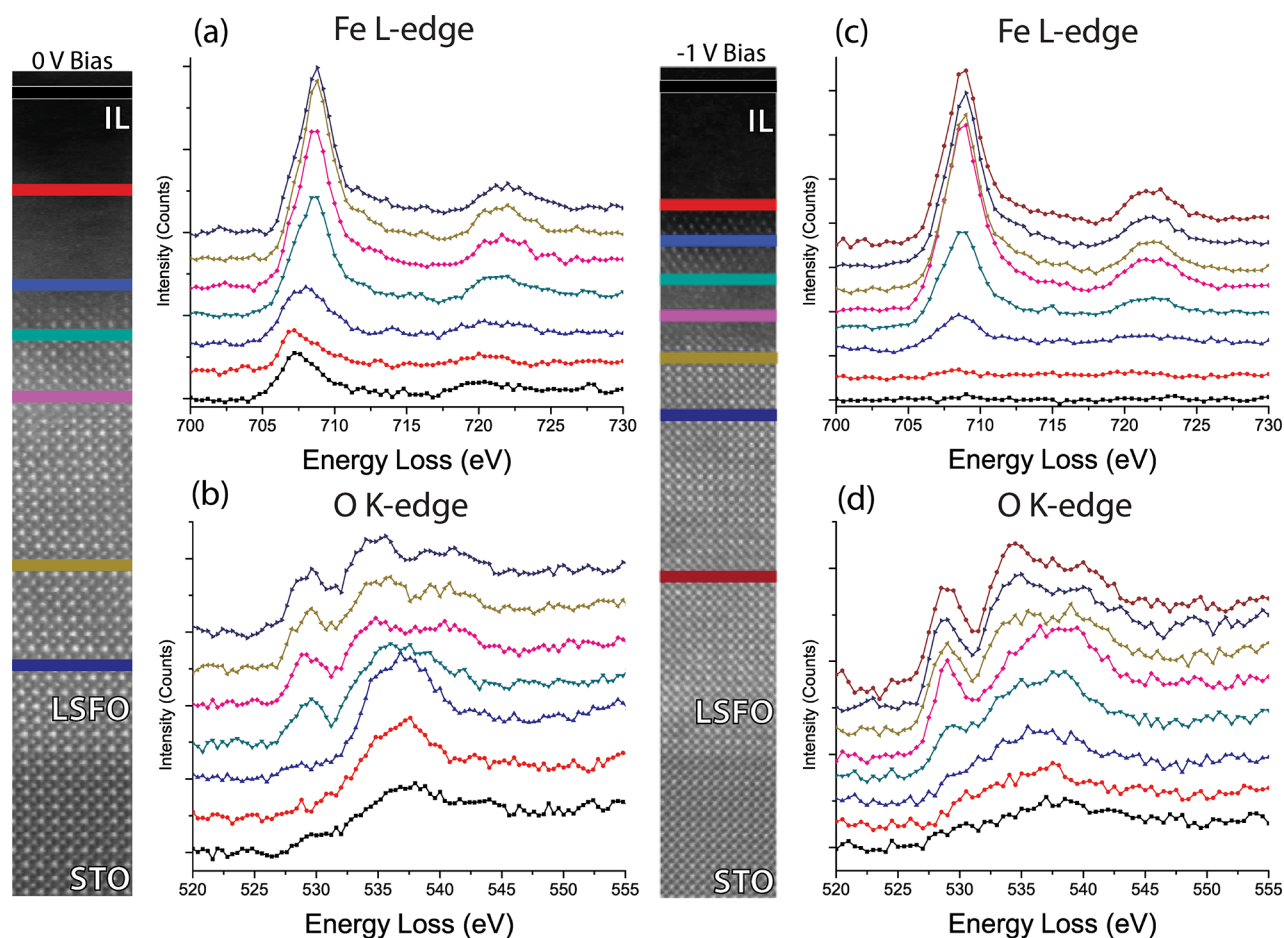 0 V Bias
IL
LSFO
STO
(a)
Fe L-edge
Intensity (Counts)
700 705 710 715 720 725 730
Energy Loss (eV)
(b)
O K-edge
Intensity (Counts)
520 525 530 535 540 545 550 555
Energy Loss (eV)
-1 V Bias
IL
LSFO
STO
(c)
Fe L-edge
Intensity (Counts)
700 705 710 715 720 725 730
Energy Loss (eV)
(d)
O K-edge
Intensity (Counts)
520 525 530 535 540 545 550 555
Energy Loss (eV)